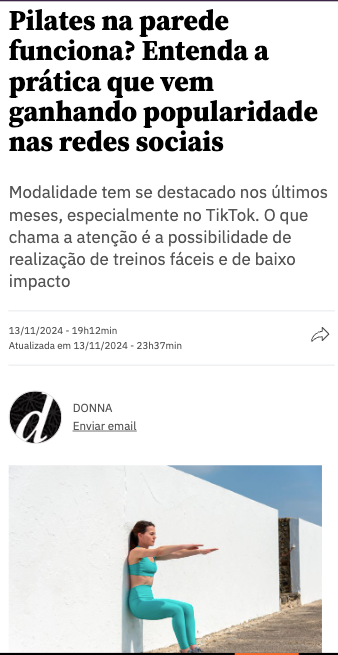 Pilates na parede
funciona? Entenda a
prática que vem
ganhando popularidade
nas redes sociais
Modalidade tem se destacado nos últimos
meses, especialmente no TikTok. O que
chama a atenção é a possibilidade de
realização de treinos fáceis e de baixo
impacto
13/11/2024 - 19h12min
Atualizada em 13/11/2024 - 23h37min
d
DONNA
Enviar email